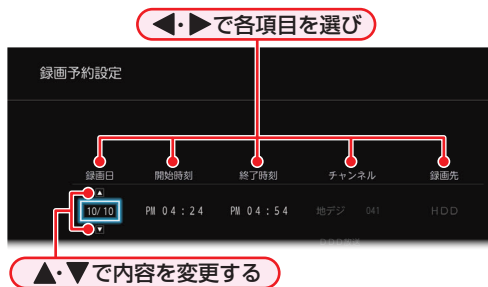 ◀・▶で各項目を選び
録画予約設定
録画日 開始時刻 終了時刻 チャンネル 録画先
▲
10/10 PM 04:24 PM 04:54 地デジ 041 HDD
▼
▲・▼で内容を変更する